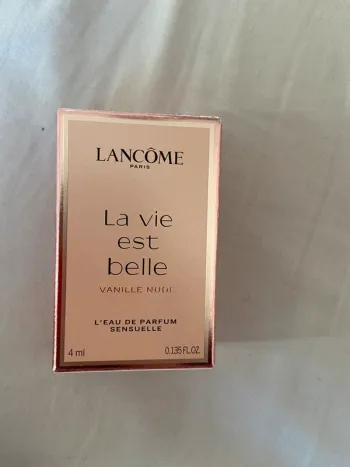 LANCÔME
PARIS
La vie
est
belle
VANILLE NUDE
L'EAU DE PARFUM
SENSUELLE
4 ml 0.135 FL.OZ.